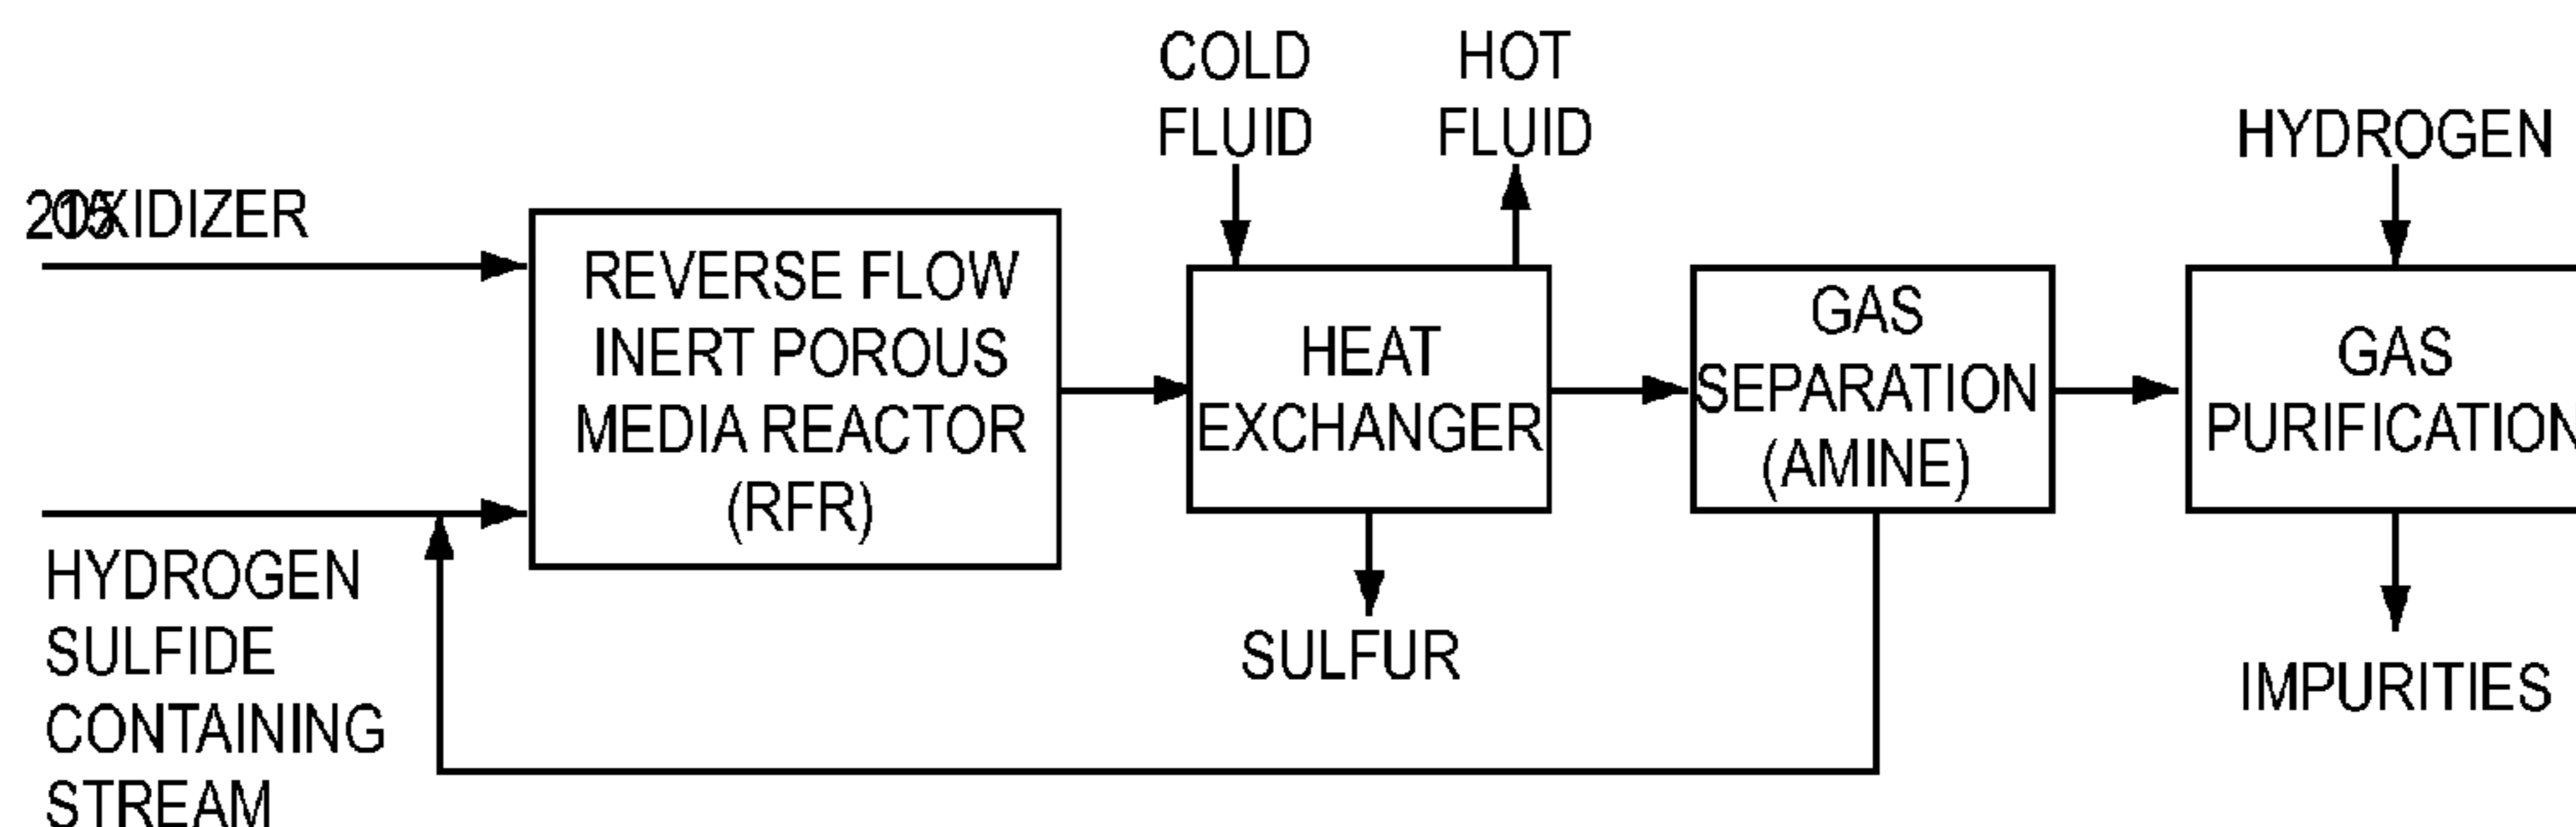 COLD
FLUID
HOT
FLUID
HYDROGEN
OXIDIZER
REVERSE FLOW
INERT POROUS
MEDIA REACTOR
(RFR)
HEAT
EXCHANGER
GAS
SEPARATION
(AMINE)
GAS
PURIFICATION
HYDROGEN
SULFIDE
CONTAINING
STREAM
SULFUR
IMPURITIES